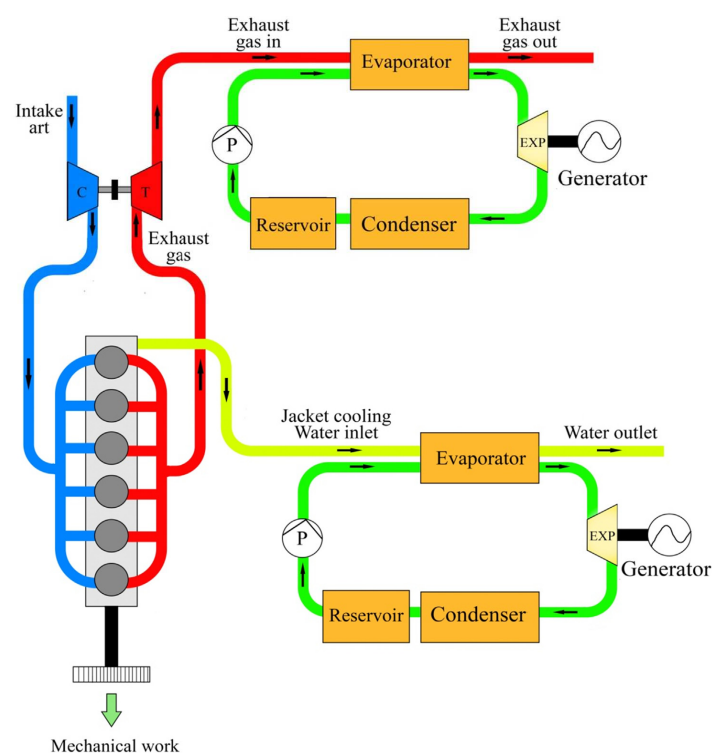 Exhaust
gas in
Exhaust
gas out
Evaporator
Intake
art
P
EXP
Generator
C
T
Reservoir
Condenser
Exhaust
gas
Jacket cooling
Water inlet
Water outlet
Evaporator
P
EXP
Generator
Reservoir
Condenser
Mechanical work